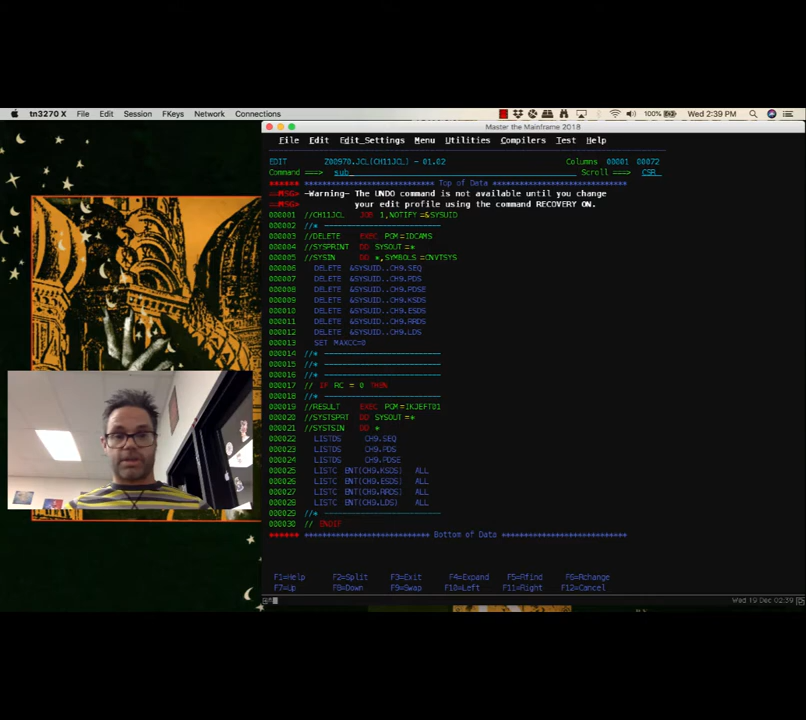 tn3270 X File Edit Session FKeys Network Connections 100% Wed 2:39 PM
Master the Mainframe 2018
File Edit Edit_Settings Menu Utilities Compilers Test Help
EDIT Z00970.JCL(CH11JCL) - 01.02 Columns 00001 00072
Command ===> sub_ Scroll ===> CSR
****** **************************** Top of Data ****************************
==MSG> -Warning- The UNDO command is not available until you change
==MSG> your edit profile using the command RECOVERY ON.
000001 //CH11JCL JOB 1,NOTIFY=&SYSUID
000002 //* -------------------------
000003 //DELETE EXEC PGM=IDCAMS
000004 //SYSPRINT DD SYSOUT=*
000005 //SYSIN DD *,SYMBOLS=CNVTSYS
000006 DELETE &SYSUID..CH9.SEQ
000007 DELETE &SYSUID..CH9.PDS
000008 DELETE &SYSUID..CH9.PDSE
000009 DELETE &SYSUID..CH9.KSDS
000010 DELETE &SYSUID..CH9.ESDS
000011 DELETE &SYSUID..CH9.RRDS
000012 DELETE &SYSUID..CH9.LDS
000013 SET MAXCC=0
000014 //* -------------------------
000015 //* -------------------------
000016 //* -------------------------
000017 // IF RC = 0 THEN
000018 //* -------------------------
000019 //RESULT EXEC PGM=IKJEFT01
000020 //SYSTSPRT DD SYSOUT=*
000021 //SYSTSIN DD *
000022 LISTDS CH9.SEQ
000023 LISTDS CH9.PDS
000024 LISTDS CH9.PDSE
000025 LISTC ENT(CH9.KSDS) ALL
000026 LISTC ENT(CH9.ESDS) ALL
000027 LISTC ENT(CH9.RRDS) ALL
000028 LISTC ENT(CH9.LDS) ALL
000029 //* -------------------------
000030 // ENDIF
****** *************************** Bottom of Data ***************************
F1=Help F2=Split F3=Exit F4=Expand F5=Rfind F6=Rchange
F7=Up F8=Down F9=Swap F10=Left F11=Right F12=Cancel
Wed 19 Dec 02:39